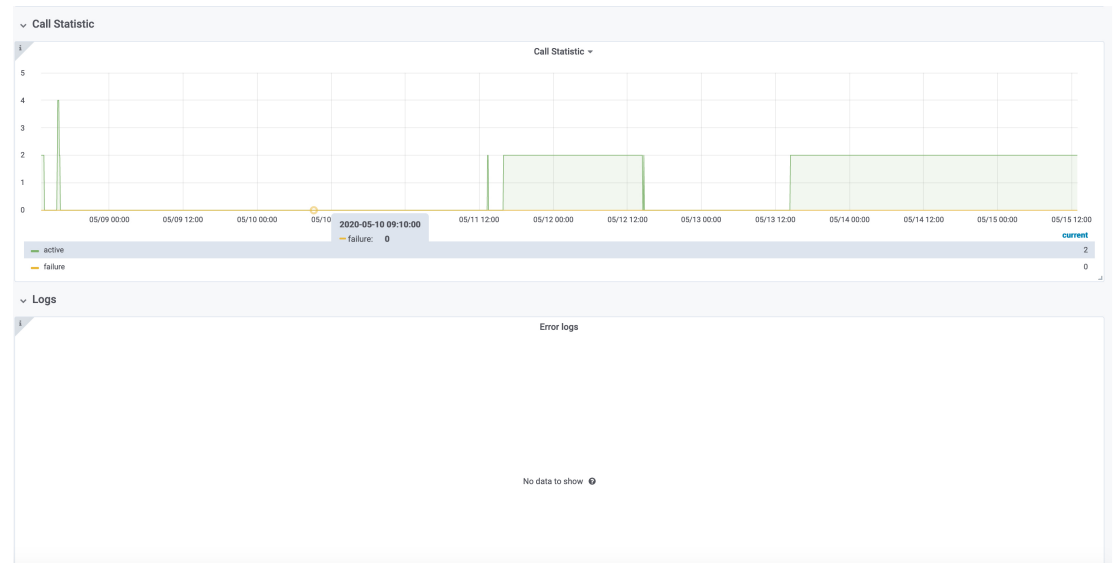 Call Statistic
i
Call Statistic
5
4
3
2
1
0
05/09 00:00 05/09 12:00 05/10 00:00 05/10 05/11 12:00 05/12 00:00 05/12 12:00 05/13 00:00 05/13 12:00 05/14 00:00 05/14 12:00 05/15 00:00 05/15 12:00
2020-05-10 09:10:00
failure: 0
current
active 2
failure 0
Logs
i
Error logs
No data to show ?